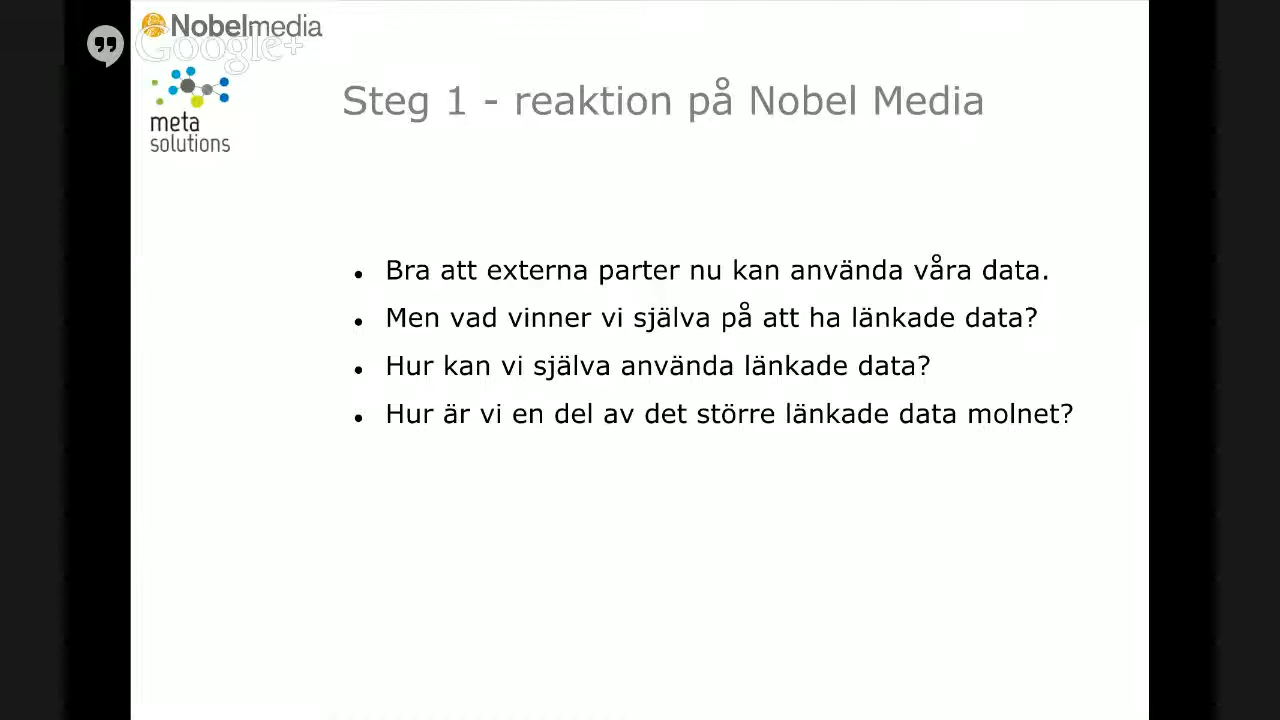 Nobelmedia
Google+
meta
solutions
Steg 1 - reaktion på Nobel Media
• Bra att externa parter nu kan använda våra data.
• Men vad vinner vi själva på att ha länkade data?
• Hur kan vi själva använda länkade data?
• Hur är vi en del av det större länkade data molnet?